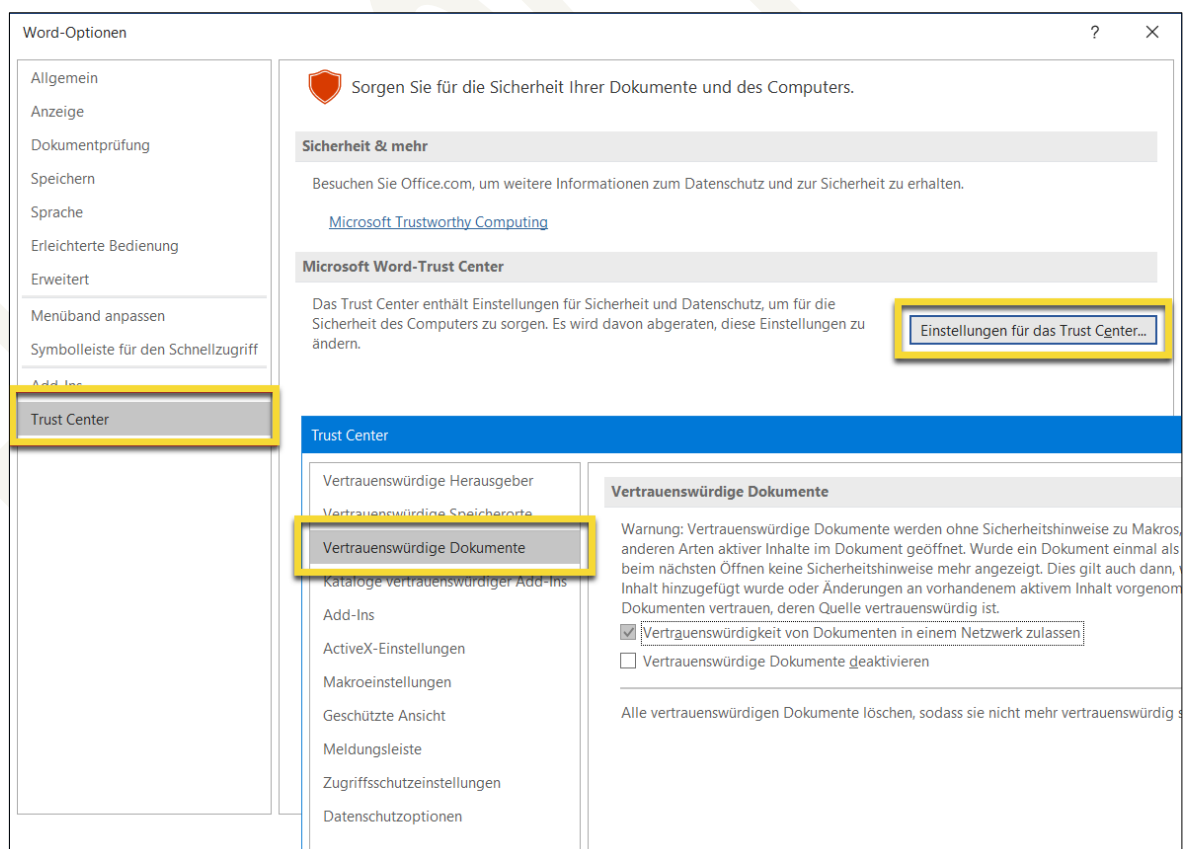 Word-Optionen
?
Allgemein
Anzeige
Dokumentprüfung
Speichern
Sprache
Erleichterte Bedienung
Erweitert
Menüband anpassen
Symbolleiste für den Schnellzugriff
Add-Ins
Trust Center
Sorgen Sie für die Sicherheit Ihrer Dokumente und des Computers.
Sicherheit & mehr
Besuchen Sie Office.com, um weitere Informationen zum Datenschutz und zur Sicherheit zu erhalten.
Microsoft Trustworthy Computing
Microsoft Word-Trust Center
Das Trust Center enthält Einstellungen für Sicherheit und Datenschutz, um für die
Sicherheit des Computers zu sorgen. Es wird davon abgeraten, diese Einstellungen zu
ändern.
Einstellungen für das Trust Center...
Trust Center
Vertrauenswürdige Herausgeber
Vertrauenswürdige Speicherorte
Vertrauenswürdige Dokumente
Kataloge vertrauenswürdiger Add-Ins
Add-Ins
ActiveX-Einstellungen
Makroeinstellungen
Geschützte Ansicht
Meldungsleiste
Zugriffsschutzeinstellungen
Datenschutzoptionen
Vertrauenswürdige Dokumente
Warnung: Vertrauenswürdige Dokumente werden ohne Sicherheitshinweise zu Makros,
anderen Arten aktiver Inhalte im Dokument geöffnet. Wurde ein Dokument einmal als
beim nächsten Öffnen keine Sicherheitshinweise mehr angezeigt. Dies gilt auch dann,
Inhalt hinzugefügt wurde oder Änderungen an vorhandenem aktivem Inhalt vorgenom
Dokumenten vertrauen, deren Quelle vertrauenswürdig ist.
Vertrauenswürdigkeit von Dokumenten in einem Netzwerk zulassen
Vertrauenswürdige Dokumente deaktivieren
Alle vertrauenswürdigen Dokumente löschen, sodass sie nicht mehr vertrauenswürdig